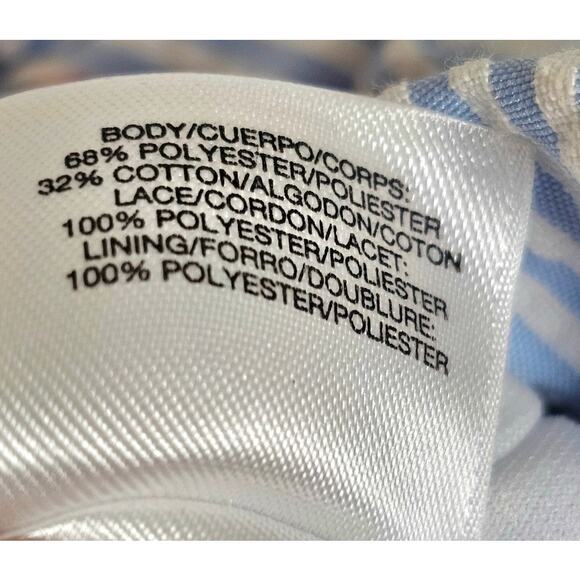 BODY/CUERPO/CORPS:
68% POLYESTER/POLIESTER
32% COTTON/ALGODON/COTON
LACE/CORDON/LACET:
100% POLYESTER/POLIESTER
LINING/FORRO/DOUBLURE:
100% POLYESTER/POLIESTER